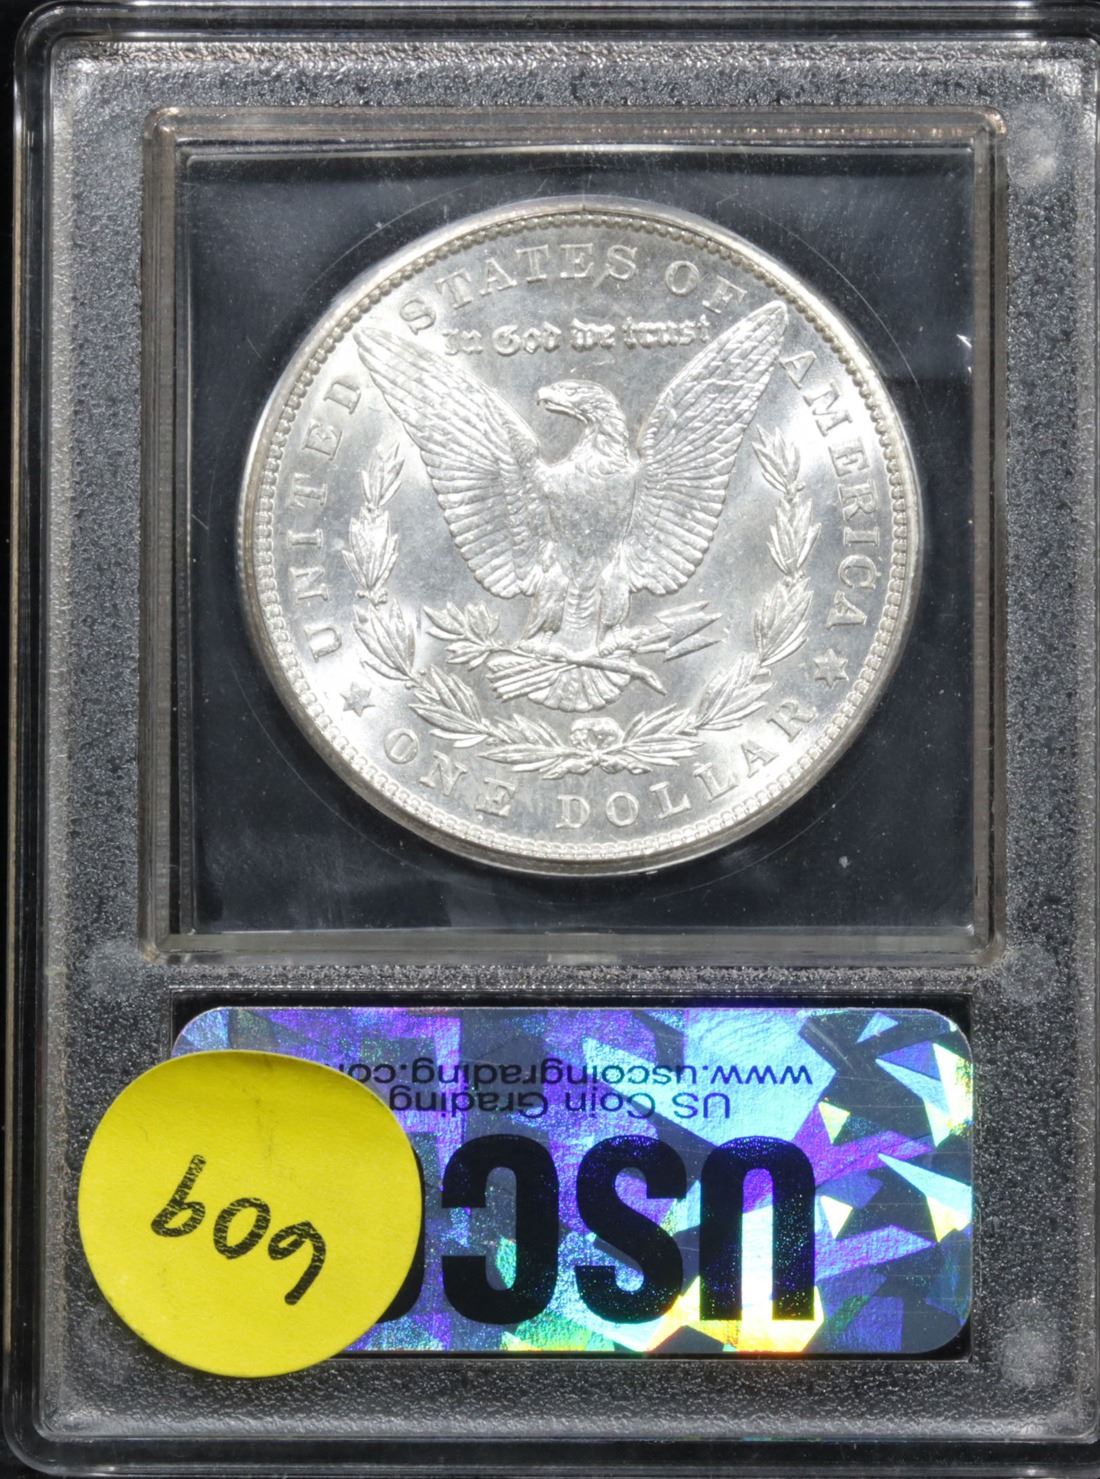 UNITED STATES OF AMERICA
In God we trust
ONE DOLLAR
USC
US Coin Grading
www.uscoingrading.co
609